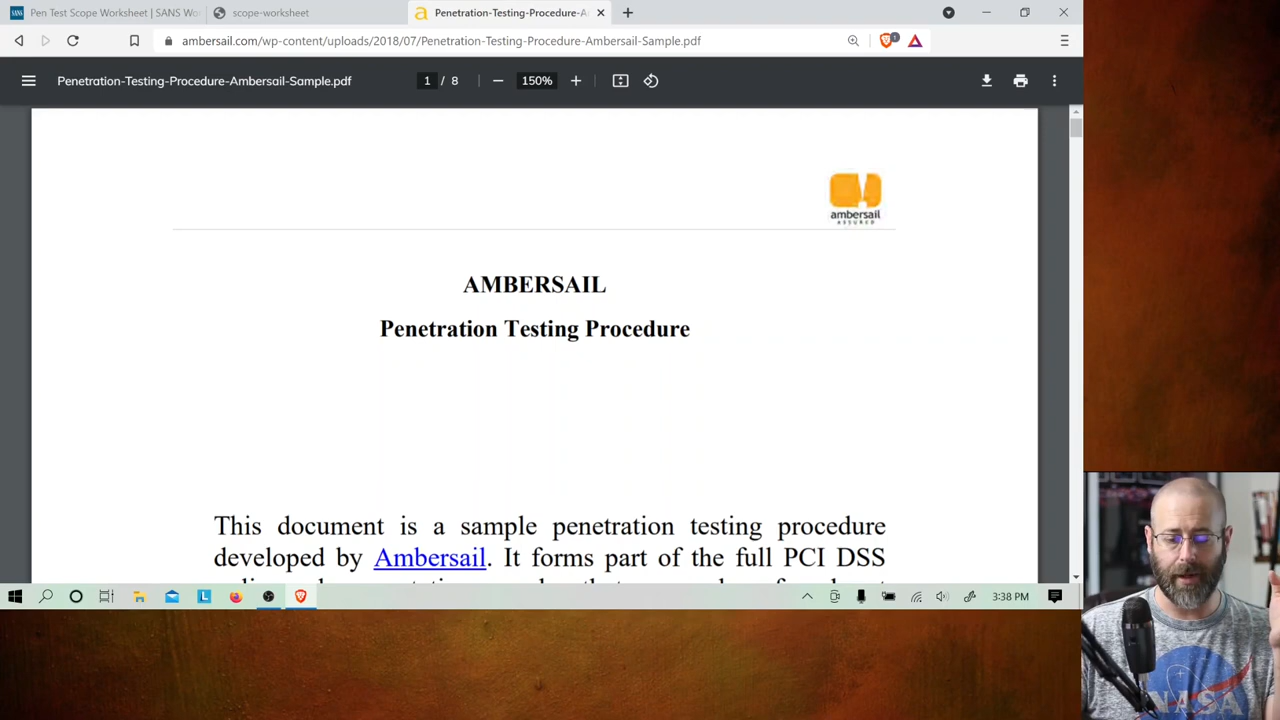 Pen Test Scope Worksheet | SANS Wo
scope-worksheet
Penetration-Testing-Procedure-A
ambersail.com/wp-content/uploads/2018/07/Penetration-Testing-Procedure-Ambersail-Sample.pdf
1
Penetration-Testing-Procedure-Ambersail-Sample.pdf
1 / 8
150%
ambersail
ASSURED
AMBERSAIL
Penetration Testing Procedure
This document is a sample penetration testing procedure
developed by Ambersail. It forms part of the full PCI DSS
3:38 PM
NASA